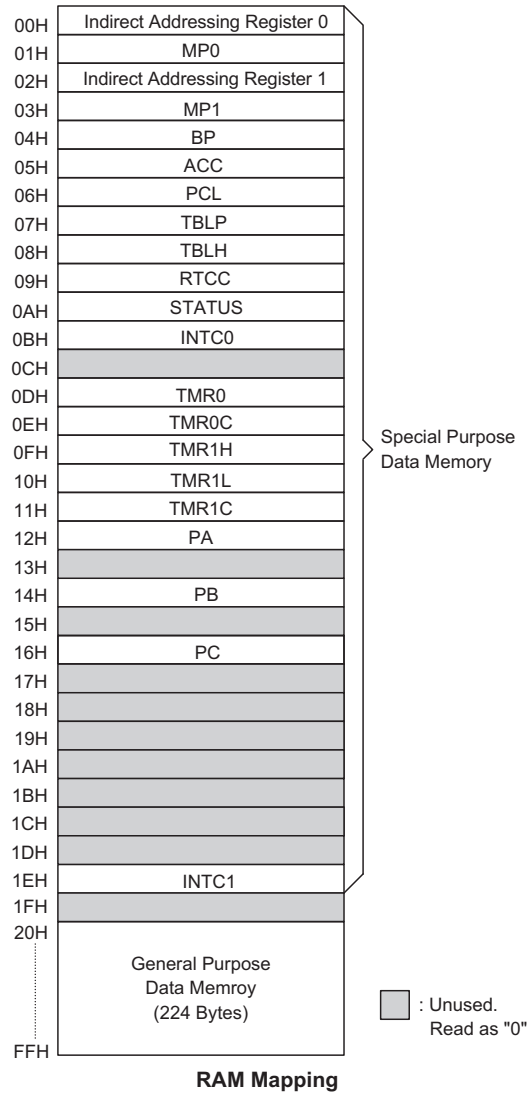 00H Indirect Addressing Register 0
01H MP0
02H Indirect Addressing Register 1
03H MP1
04H BP
05H ACC
06H PCL
07H TBLP
08H TBLH
09H RTCC
0AH STATUS
0BH INTC0
0CH
0DH TMR0
0EH TMR0C
0FH TMR1H
10H TMR1L
11H TMR1C
12H PA
13H
14H PB
15H
16H PC
17H
18H
19H
1AH
1BH
1CH
1DH
1EH INTC1
1FH
20H
FFH
Special Purpose
Data Memory
General Purpose
Data Memroy
(224 Bytes)
: Unused.
Read as "0"
RAM Mapping